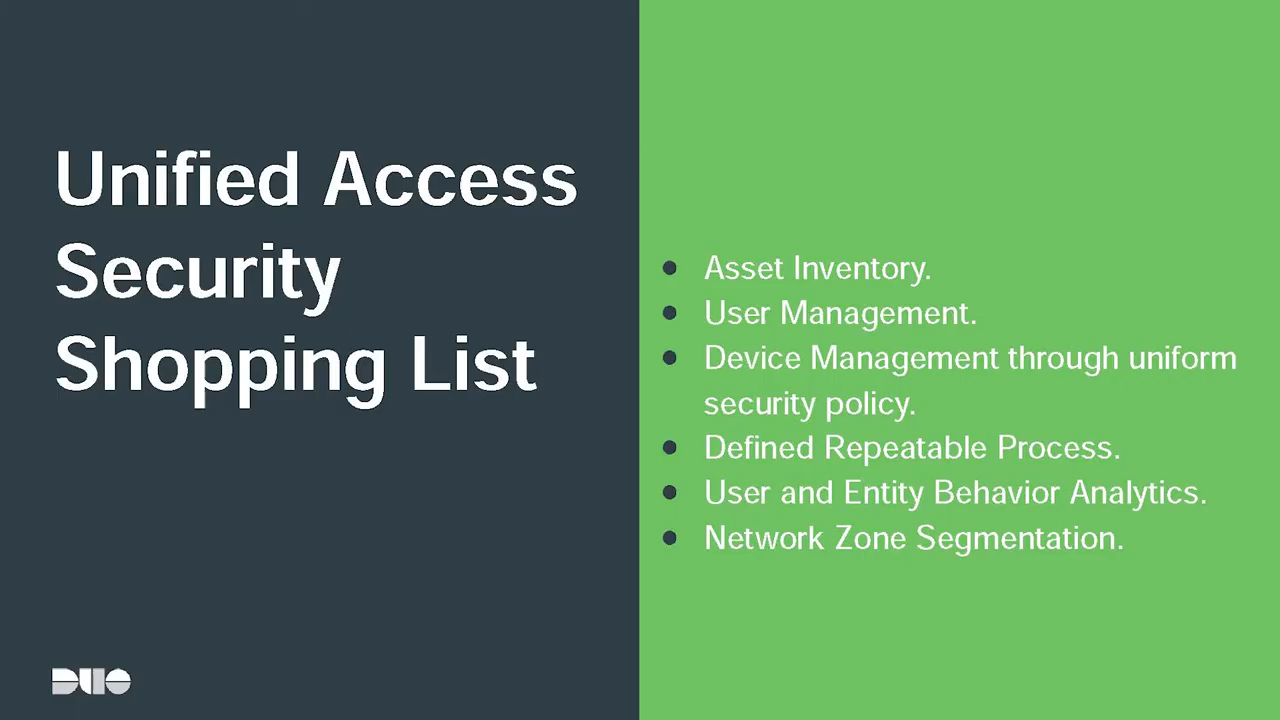 Unified Access
Security
Shopping List
• Asset Inventory.
• User Management.
• Device Management through uniform
security policy.
• Defined Repeatable Process.
• User and Entity Behavior Analytics.
• Network Zone Segmentation.
DUO